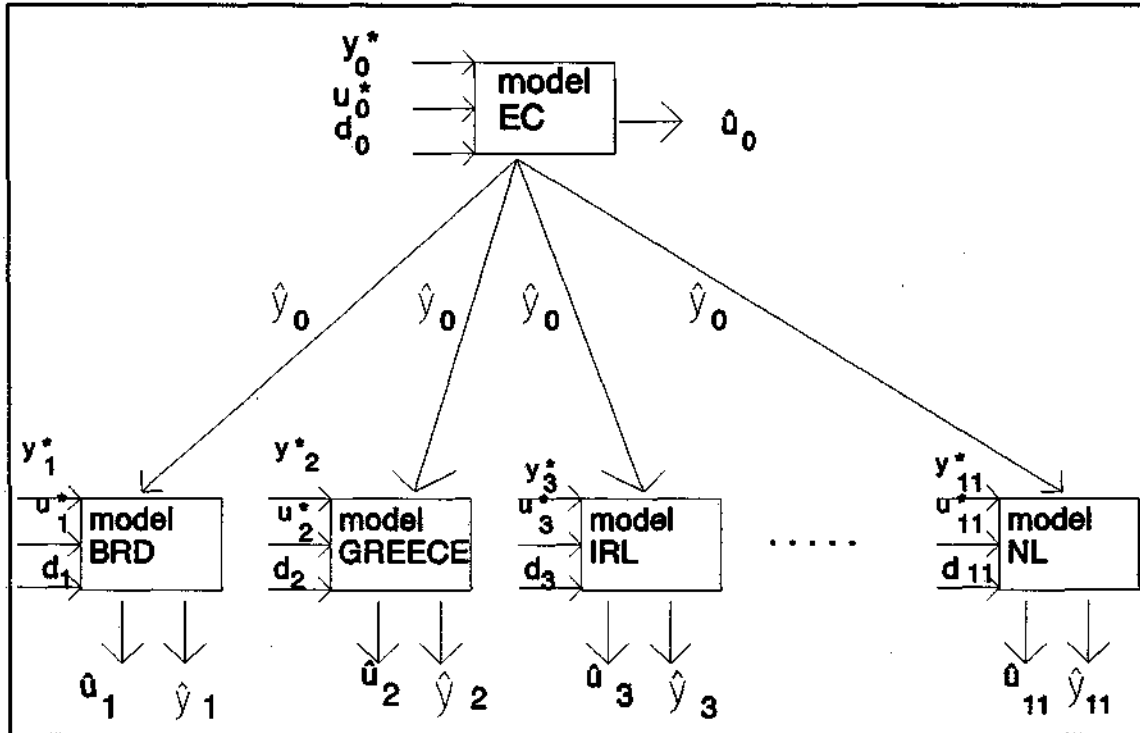 y*0
u0*
d0
model
EC
û0
ŷ0
ŷ0
ŷ0
ŷ0
y*1
u*1
d1
model
BRD
y*2
u*2
d2
model
GREECE
y*3
u*3
d3
model
IRL
.....
y*11
u*11
d11
model
NL
û1
ŷ1
û2
ŷ2
û3
ŷ3
û11
ŷ11